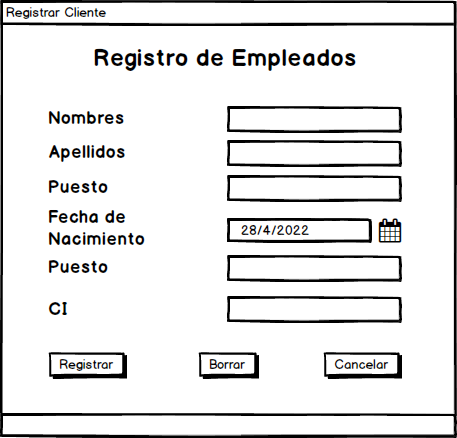 Registrar Cliente
Registro de Empleados
Nombres
Apellidos
Puesto
Fecha de
Nacimiento
28/4/2022
Puesto
CI
Registrar Borrar Cancelar